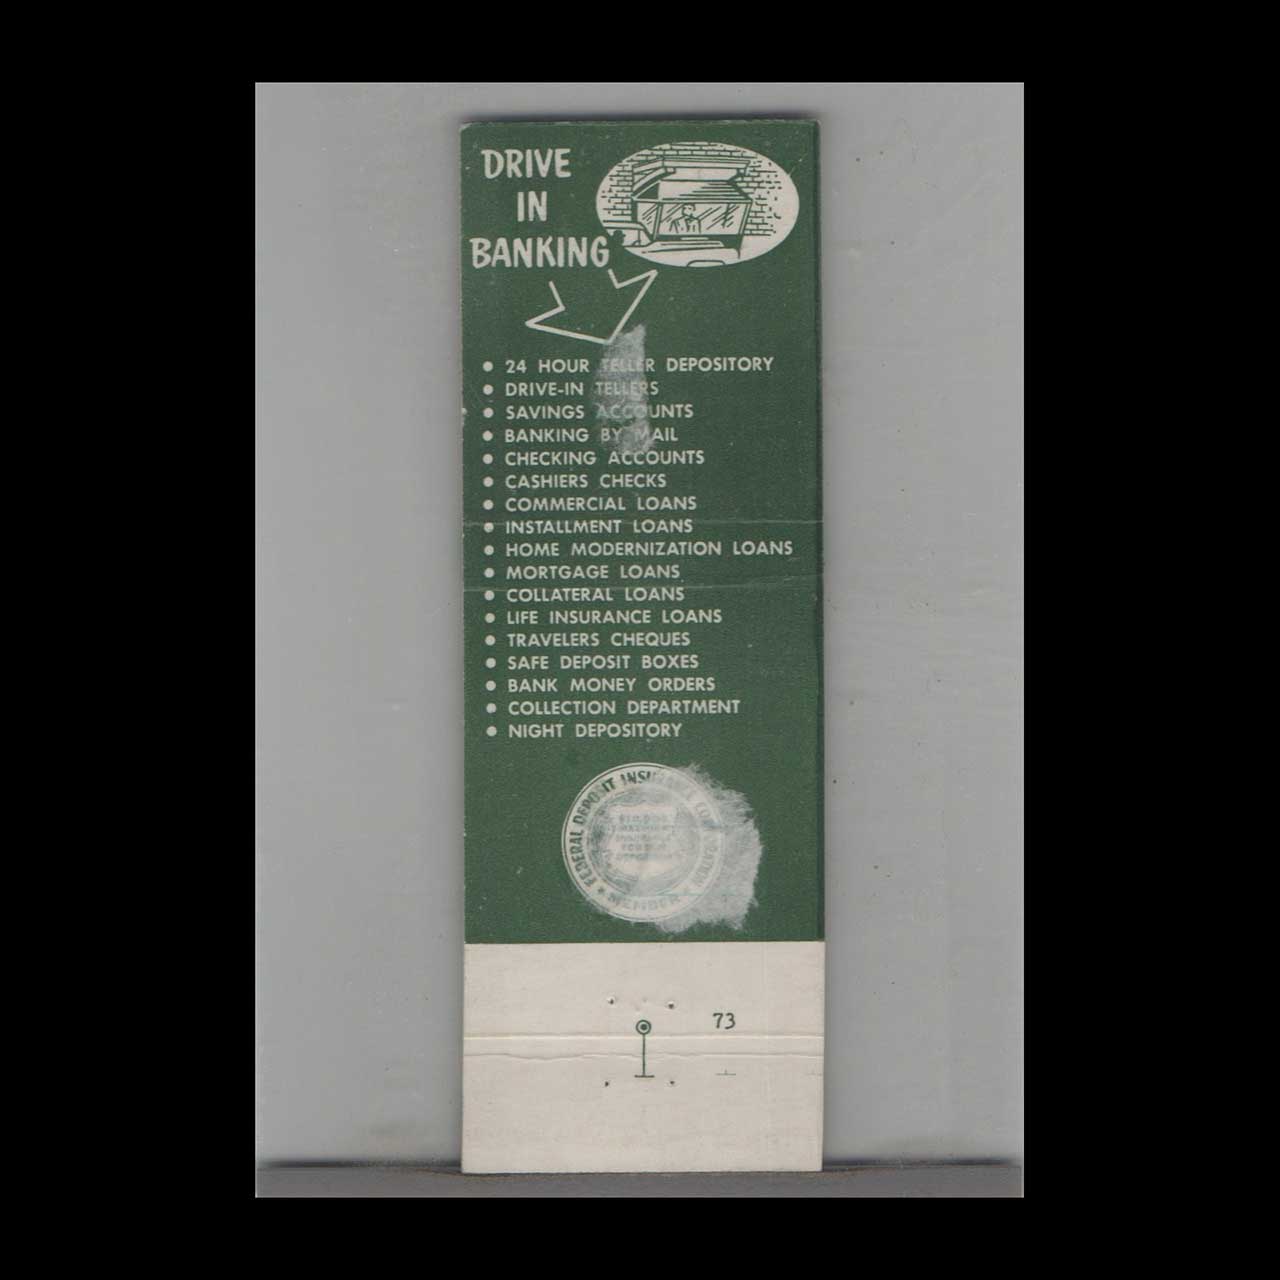 DRIVE
IN
BANKING
• 24 HOUR TELLER DEPOSITORY
• DRIVE-IN TELLERS
• SAVINGS ACCOUNTS
• BANKING BY MAIL
• CHECKING ACCOUNTS
• CASHIERS CHECKS
• COMMERCIAL LOANS
• INSTALLMENT LOANS
• HOME MODERNIZATION LOANS
• MORTGAGE LOANS
• COLLATERAL LOANS
• LIFE INSURANCE LOANS
• TRAVELERS CHEQUES
• SAFE DEPOSIT BOXES
• BANK MONEY ORDERS
• COLLECTION DEPARTMENT
• NIGHT DEPOSITORY
FEDERAL DEPOSIT INSURANCE CORPORATION
MEMBER
73